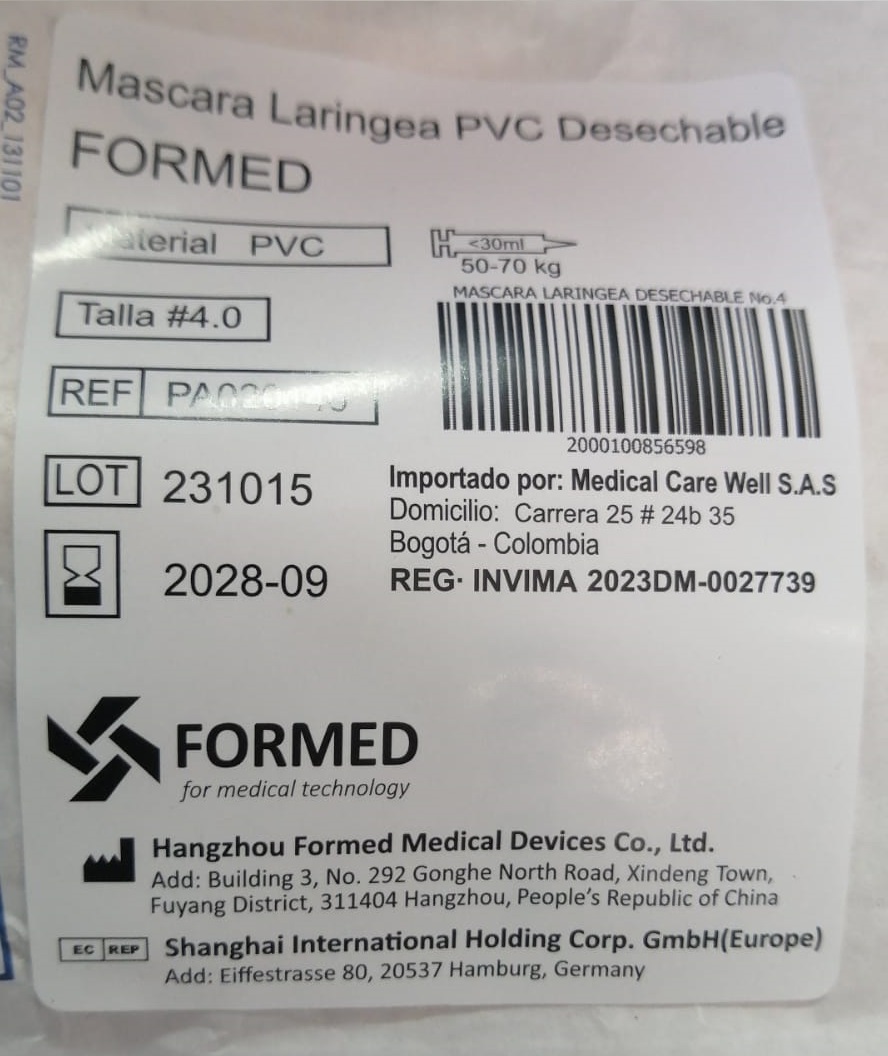 RM_A02_131101
Mascara Laringea PVC Desechable
FORMED
Material PVC
<30ml
50-70 kg
MASCARA LARINGEA DESECHABLE No.4
Talla #4.0
REF
LOT 231015
2000100856598
Importado por: Medical Care Well S.A.S
Domicilio: Carrera 25 # 24b 35
Bogotá - Colombia
2028-09
REG· INVIMA 2023DM-0027739
FORMED
for medical technology
Hangzhou Formed Medical Devices Co., Ltd.
Add: Building 3, No. 292 Gonghe North Road, Xindeng Town,
Fuyang District, 311404 Hangzhou, People's Republic of China
EC REP Shanghai International Holding Corp. GmbH(Europe)
Add: Eiffestrasse 80, 20537 Hamburg, Germany